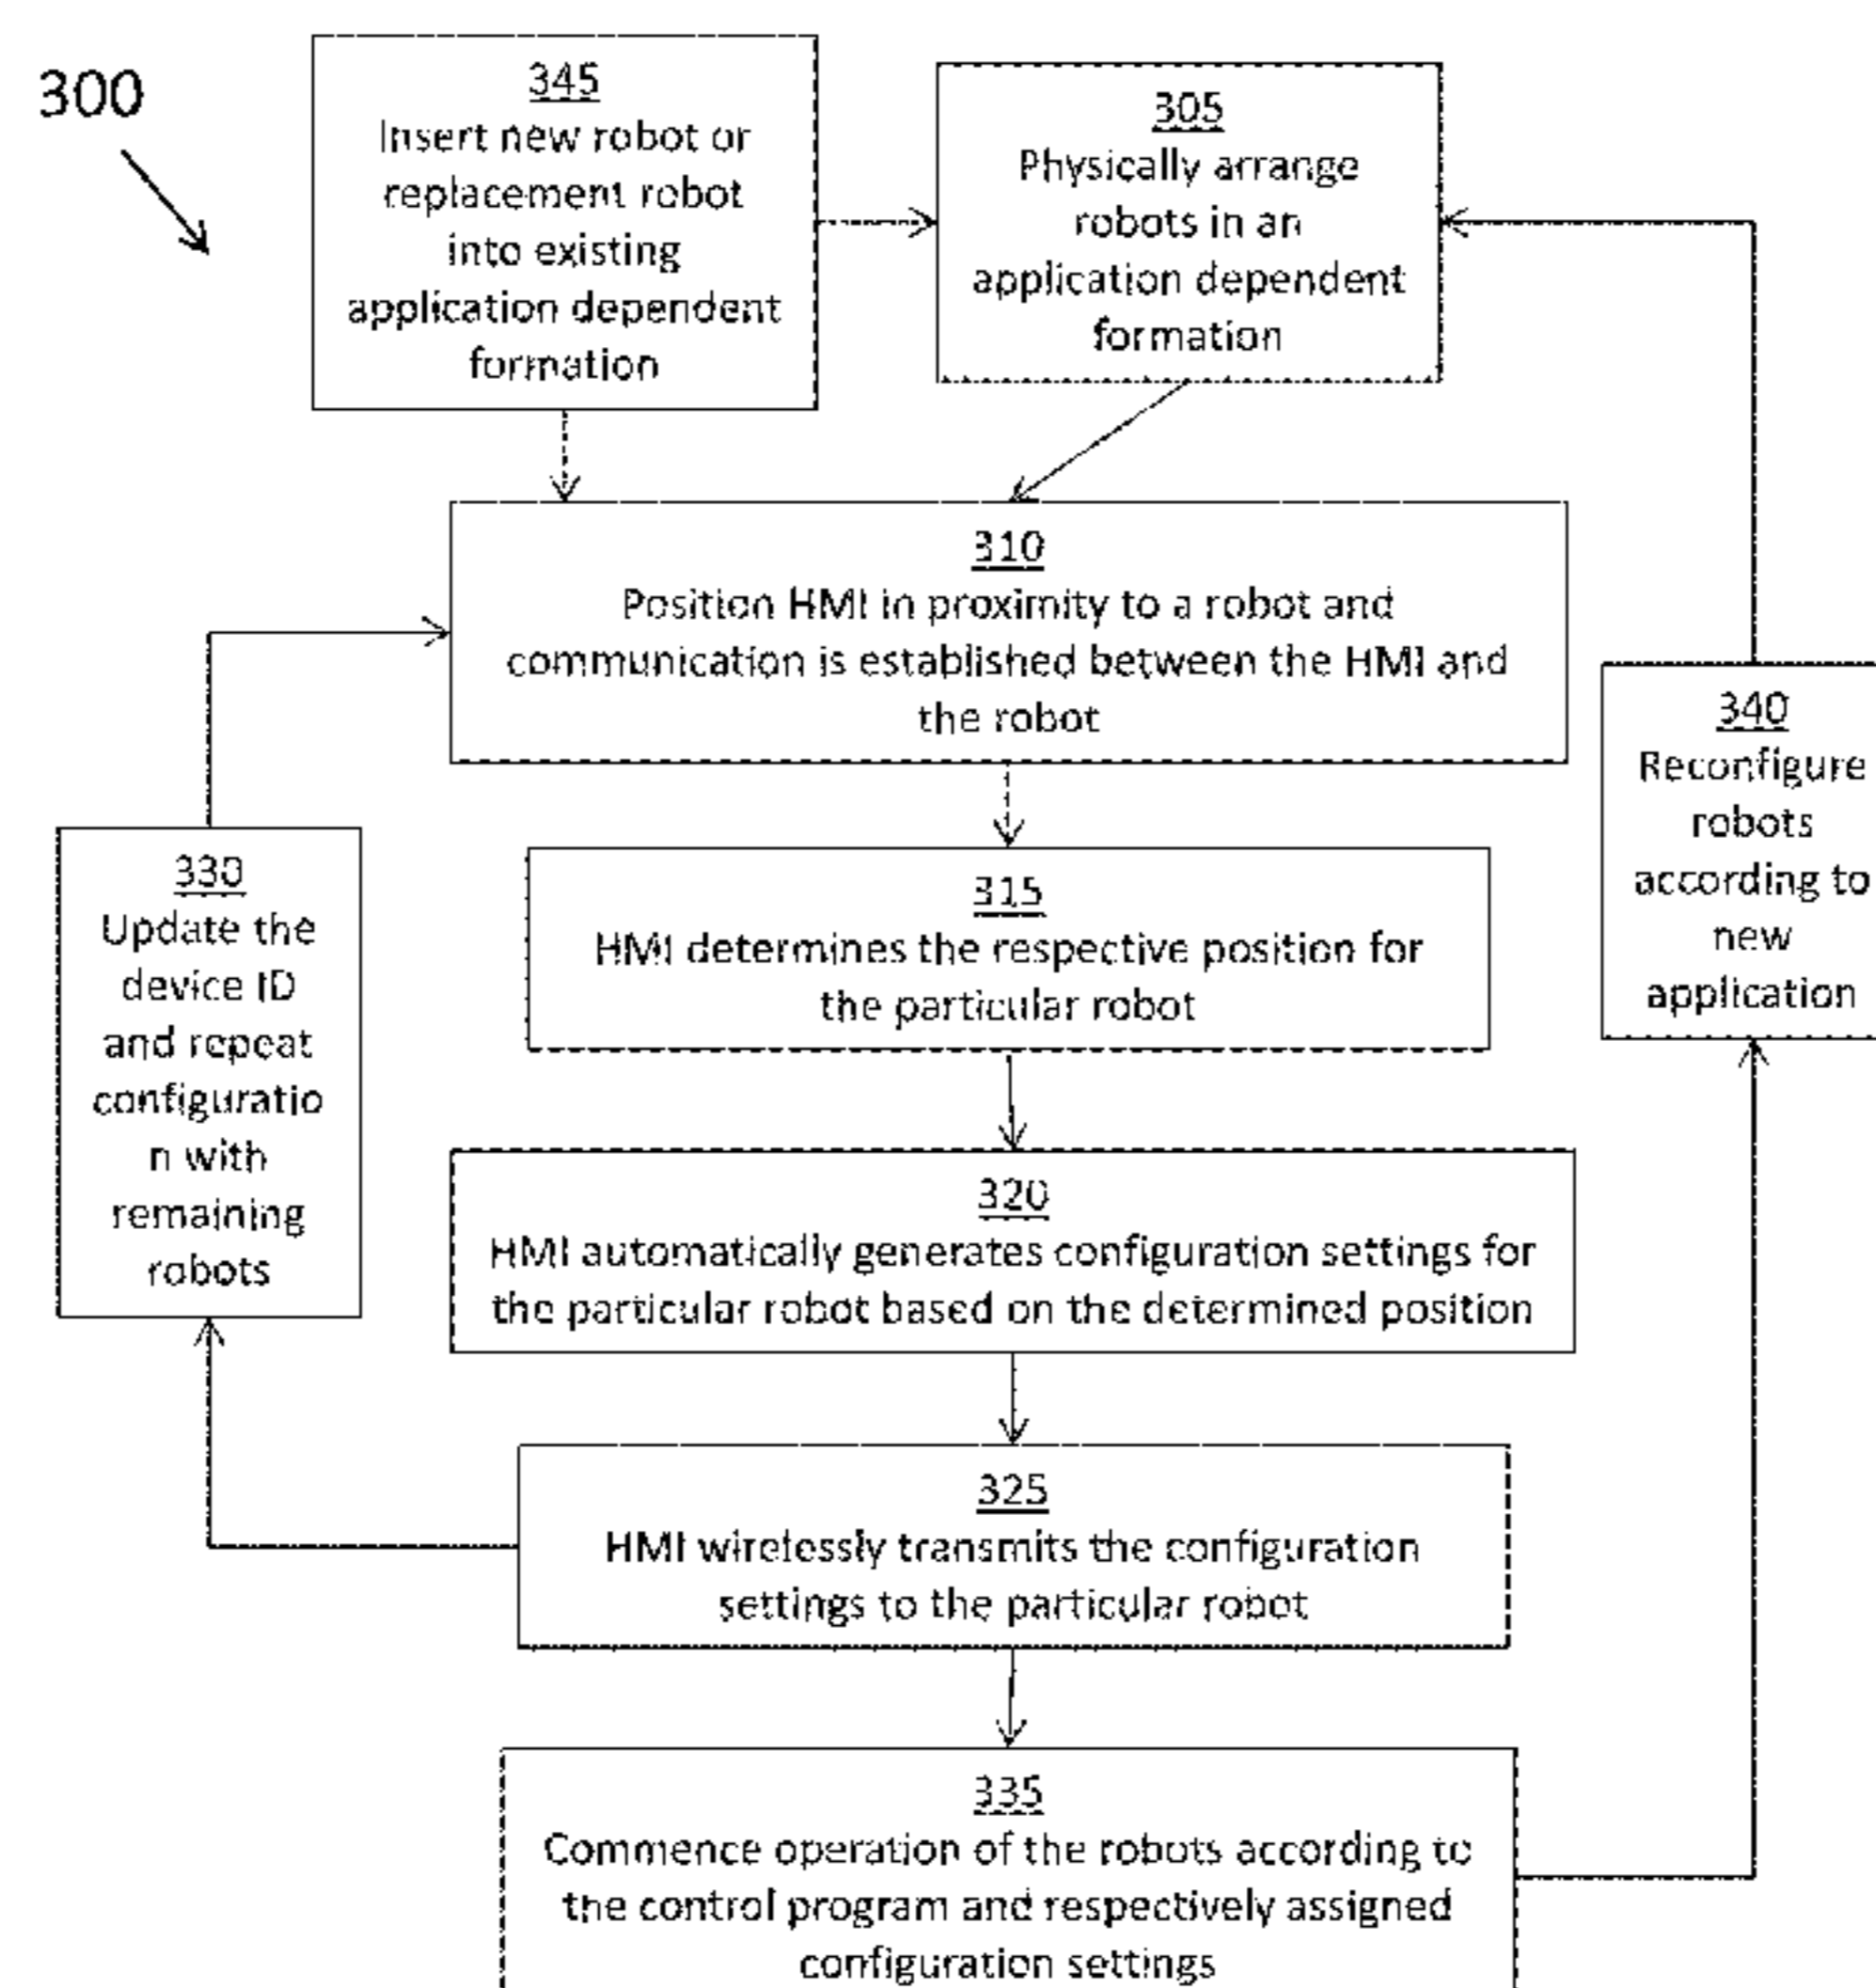 300
345
Insert new robot or
replacement robot
into existing
application dependent
formation
305
Physically arrange
robots in an
application dependent
formation
310
Position HMI in proximity to a robot and
communication is established between the HMI and
the robot
340
Reconfigure
robots
according to
new
application
330
Update the
device ID
and repeat
configuratio
n with
remaining
robots
315
HMI determines the respective position for
the particular robot
320
HMI automatically generates configuration settings for
the particular robot based on the determined position
325
HMI wirelessly transmits the configuration
settings to the particular robot
335
Commence operation of the robots according to
the control program and respectively assigned
configuration settings